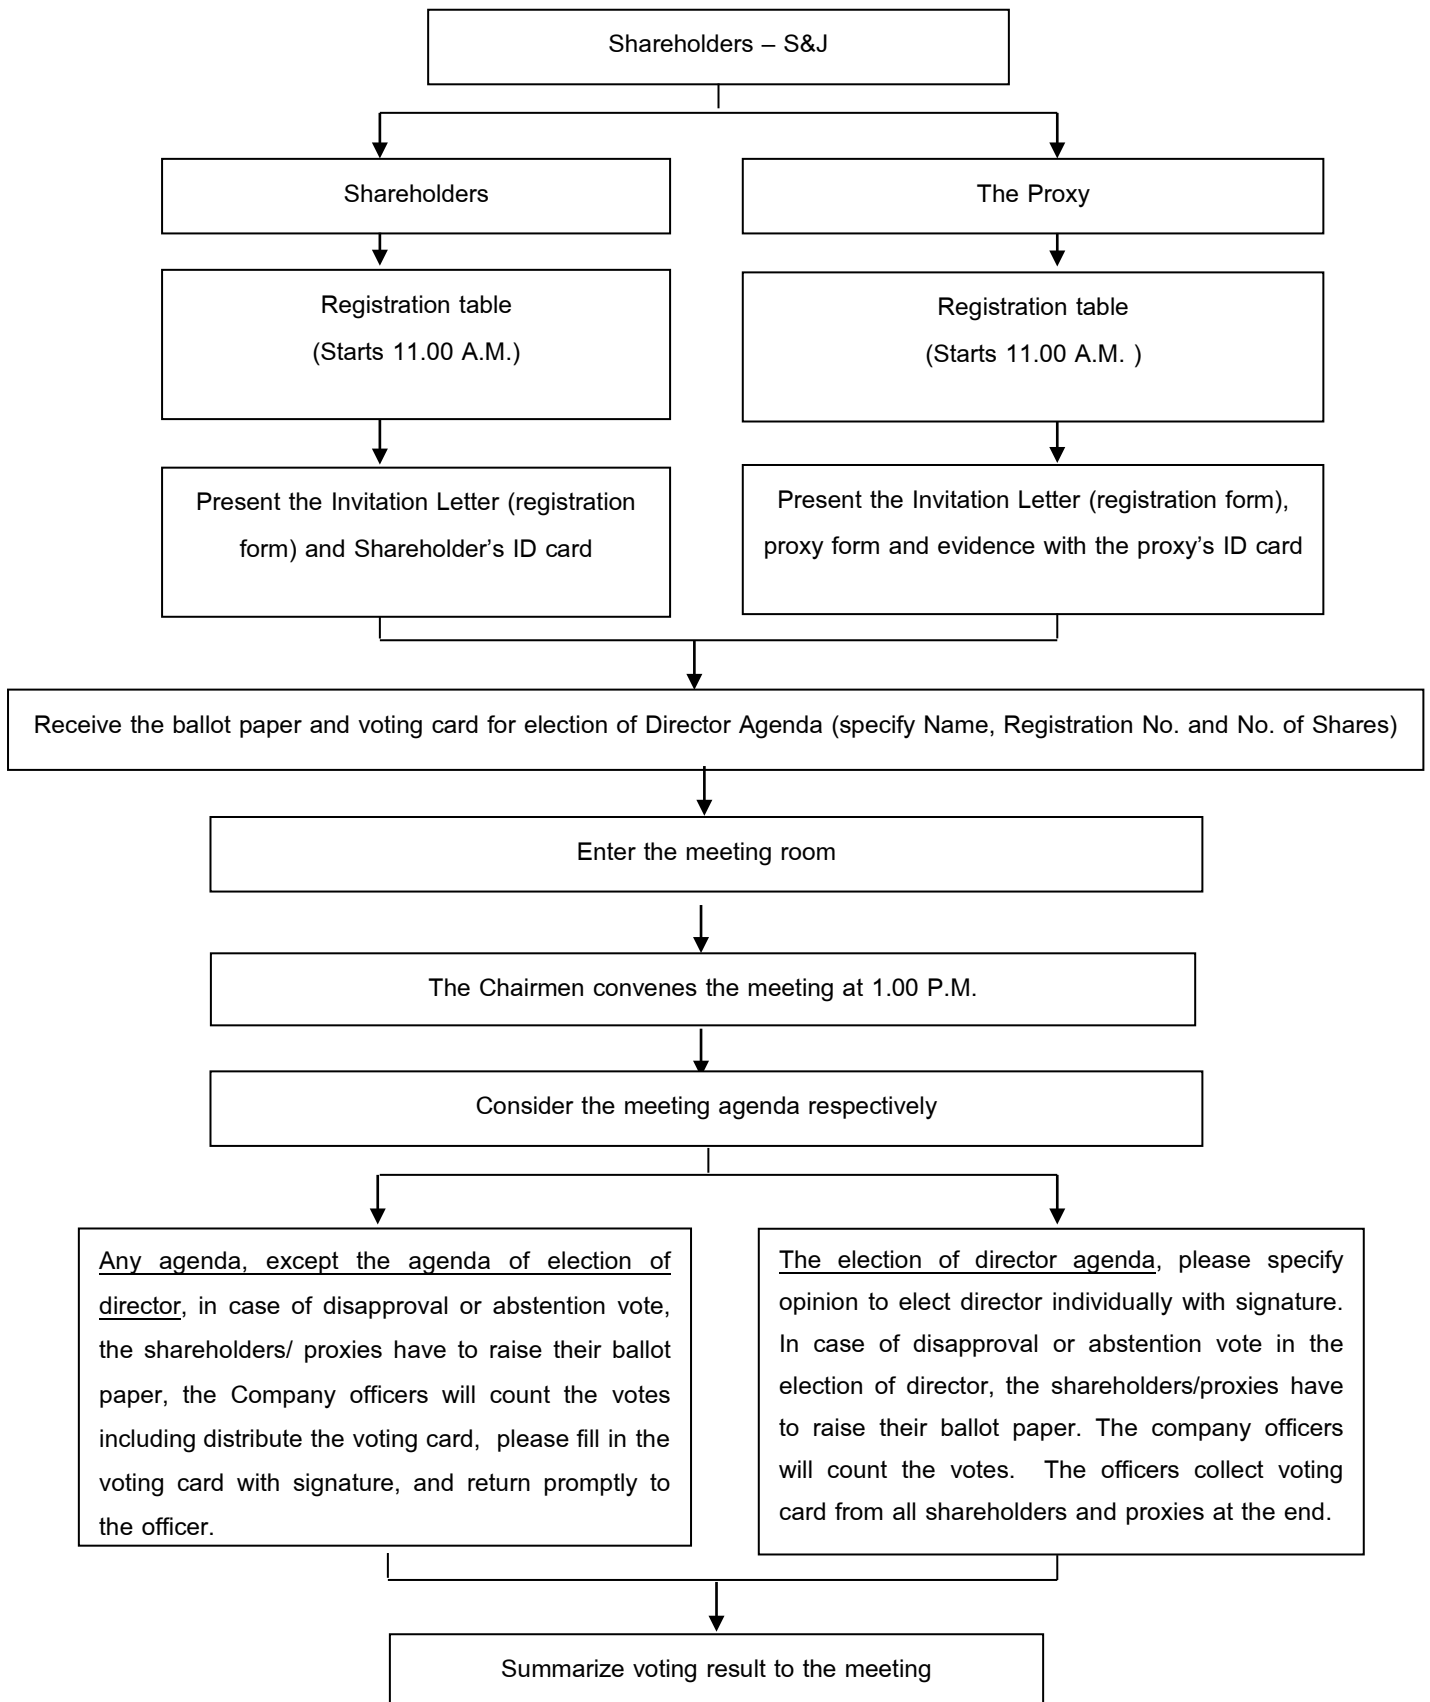 Shareholders – S&J
Shareholders
The Proxy
Registration table
(Starts 11.00 A.M.)
Registration table
(Starts 11.00 A.M. )
Present the Invitation Letter (registration
form) and Shareholder’s ID card
Present the Invitation Letter (registration form),
proxy form and evidence with the proxy’s ID card
Receive the ballot paper and voting card for election of Director Agenda (specify Name, Registration No. and No. of Shares)
Enter the meeting room
The Chairmen convenes the meeting at 1.00 P.M.
Consider the meeting agenda respectively
Any agenda, except the agenda of election of
director, in case of disapproval or abstention vote,
the shareholders/ proxies have to raise their ballot
paper, the Company officers will count the votes
including distribute the voting card, please fill in the
voting card with signature, and return promptly to
the officer.
The election of director agenda, please specify
opinion to elect director individually with signature.
In case of disapproval or abstention vote in the
election of director, the shareholders/proxies have
to raise their ballot paper. The company officers
will count the votes. The officers collect voting
card from all shareholders and proxies at the end.
Summarize voting result to the meeting